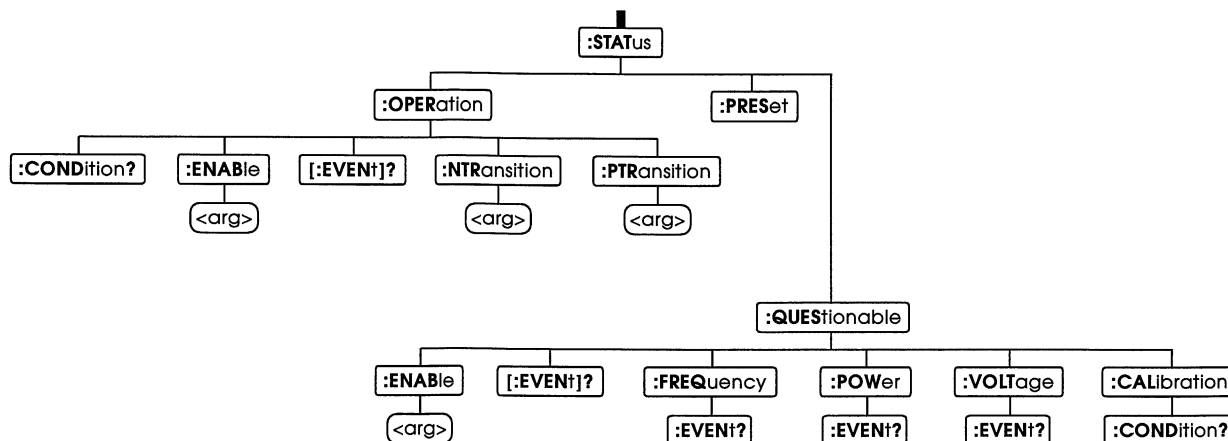 :STATus
:OPERation :PRESet
:CONDition? :ENABle [:EVENt]? :NTRansition :PTRansition
<arg> <arg> <arg>
:QUEStionable
:ENABle [:EVENt]? :FREQuency :POWer :VOLTage :CALibration
<arg> :EVENt? :EVENt? :EVENt? :CONDition?